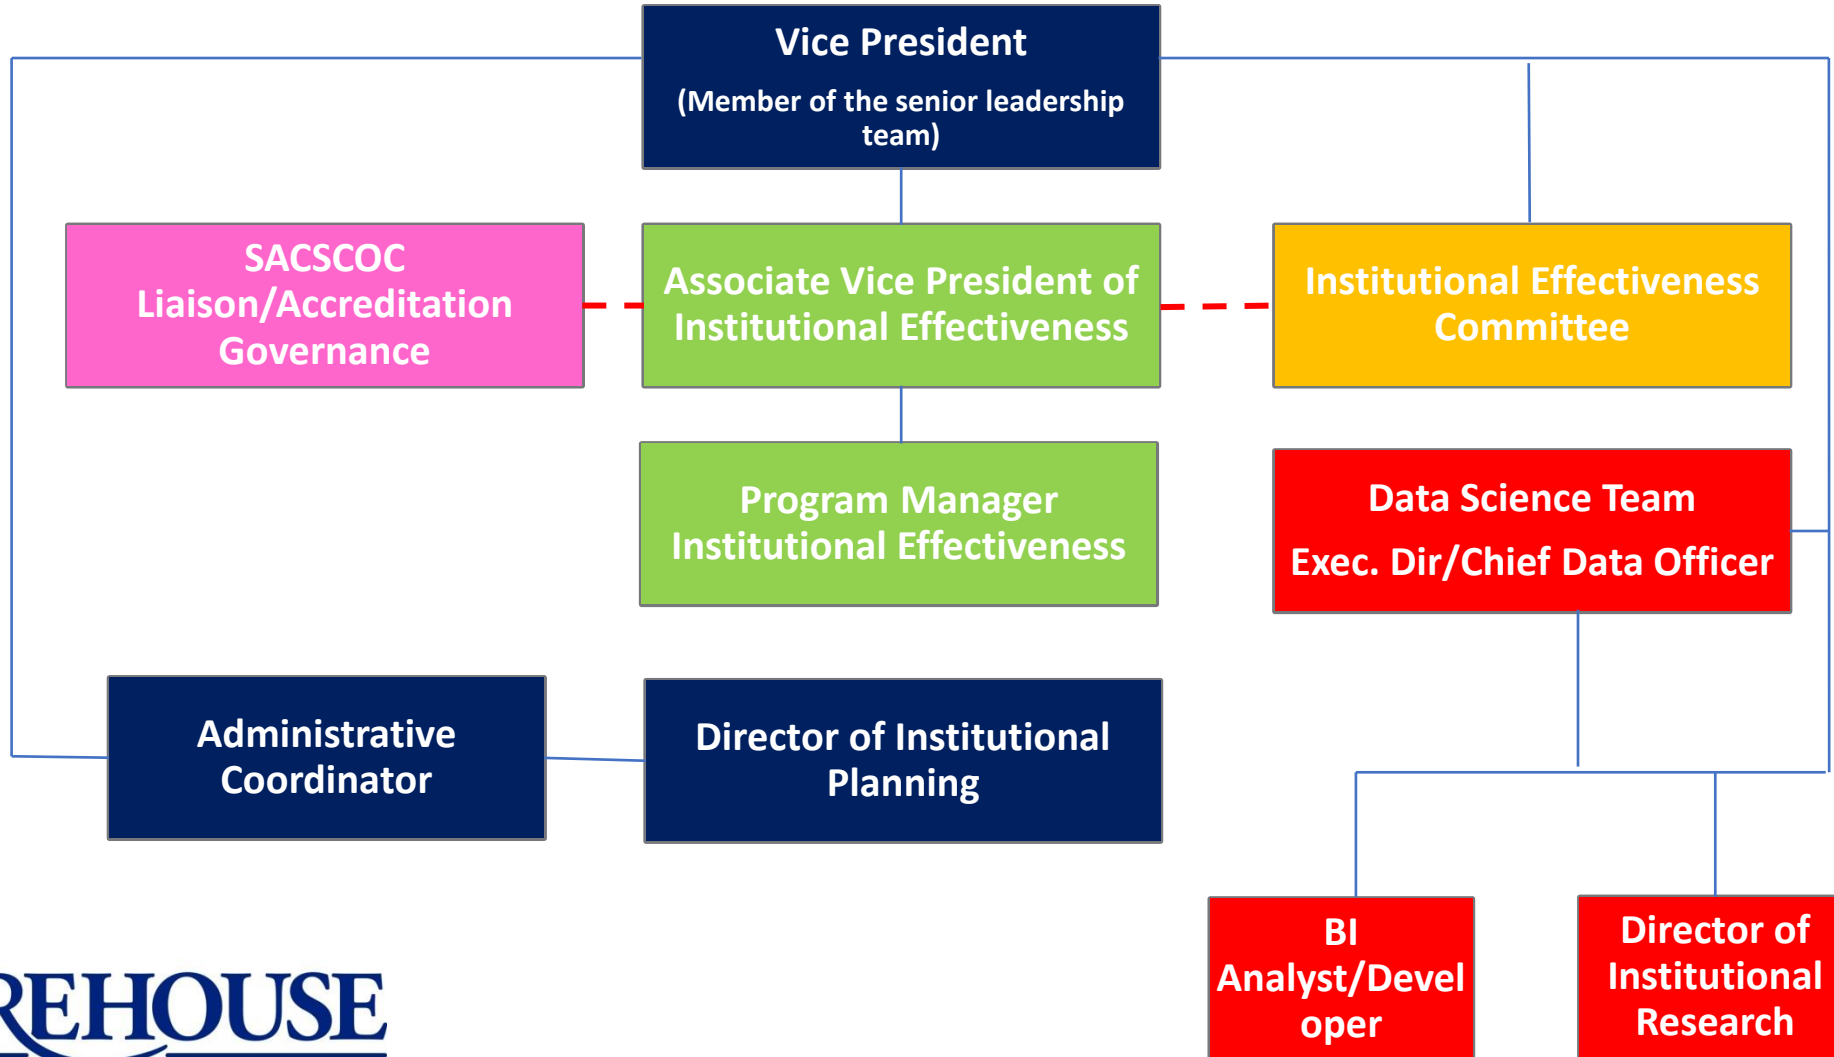 Vice President
(Member of the senior leadership
team)
SACSCOC
Liaison/Accreditation
Governance
Associate Vice President of
Institutional Effectiveness
Institutional Effectiveness
Committee
Program Manager
Institutional Effectiveness
Data Science Team
Exec. Dir/Chief Data Officer
Administrative
Coordinator
Director of Institutional
Planning
BI
Analyst/Devel
oper
Director of
Institutional
Research
REHOUSE